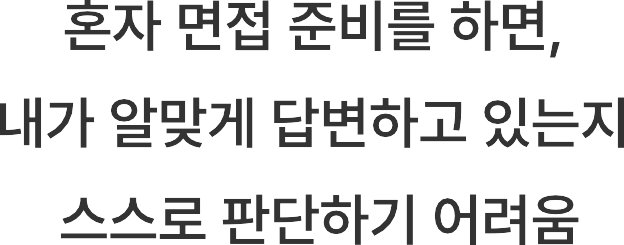 혼자 면접 준비를 하면,
내가 알맞게 답변하고 있는지
스스로 판단하기 어려움